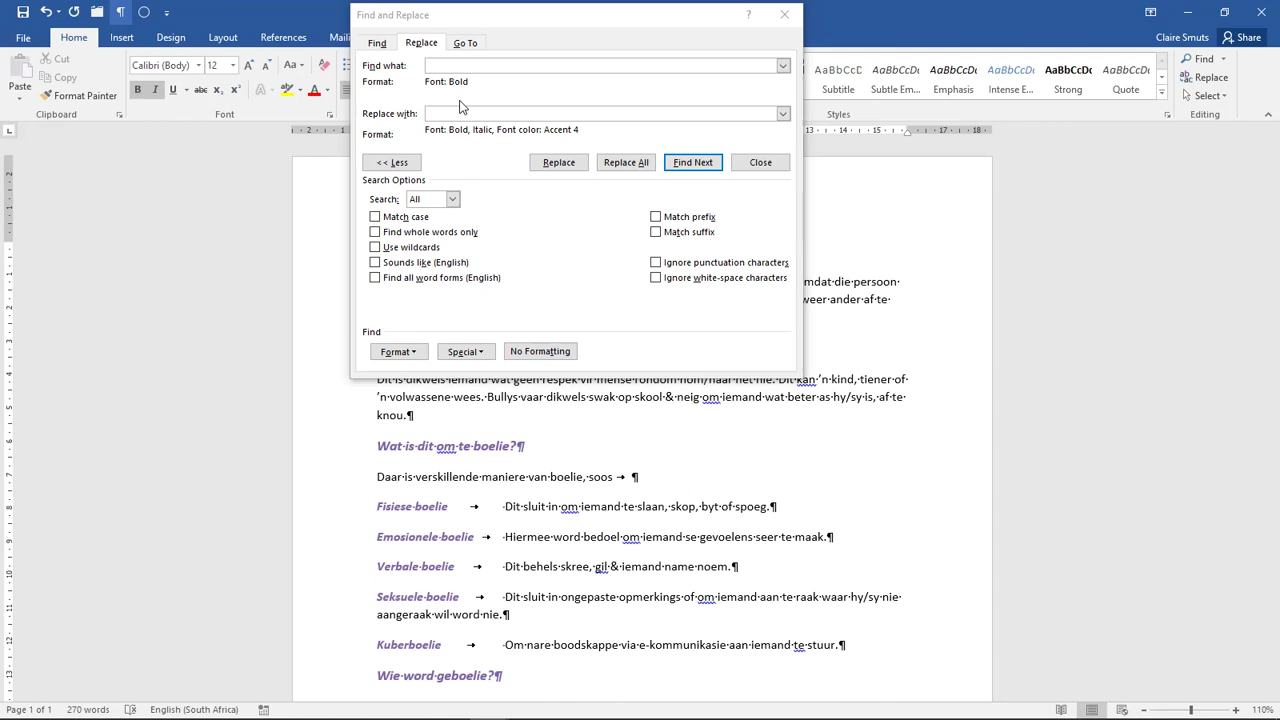 Find and Replace
? 
Claire Smuts Share
File Home Insert Design Layout
Find Replace Go To
Paste
Cut
Copy
Format Painter
Clipboard
Calibri (Body) 12
B I U
Find what:
Format: Font: Bold
Replace with:
Format: Font: Bold, Italic, Font color: Accent 4
<< Less Replace Replace All Find Next Close
Search Options
Search: All
Match case
Find whole words only
Use wildcards
Sounds like (English)
Find all word forms (English)
Match prefix
Match suffix
Ignore punctuation characters
Ignore white-space characters
Find
Format Special No Formatting
AaBbCcDc AaBbCcDc AaBbCcDc AaBbCcDc AaBbCcDc AaBbCcDc
Subtitle Subtle Em... Emphasis Intense E... Strong Quote
Styles
Find
Replace
Select
Editing
mdat·die·persoon·
weer·ander·af·te·
Dit·is·dikwels·iemand·wat·geen·respek·vir·mense·rondom·hom/haar·het·nie.·Dit·kan·’n·kind,·tiener·of·
’n·volwassene·wees.·Bullys·vaar·dikwels·swak·op·skool·&·neig·om·iemand·wat·beter·as·hy/sy·is,·af·te·
knou.¶
Wat·is·dit·om·te·boelie?¶
Daar·is·verskillende·maniere·van·boelie,·soos → ¶
Fisiese·boelie → ·Dit·sluit·in·om·iemand·te·slaan,·skop,·byt·of·spoeg.¶
Emosionele·boelie → ·Hiermee·word·bedoel·om·iemand·se·gevoelens·seer·te·maak.¶
Verbale·boelie → ·Dit·behels·skree,·gil·&·iemand·name·noem.¶
Seksuele·boelie → ·Dit·sluit·in·ongepaste·opmerkings·of·om·iemand·aan·te·raak·waar·hy/sy·nie·
aangeraak·wil·word·nie.¶
Kuberboelie → ·Om·nare·boodskappe·via·e-kommunikasie·aan·iemand·te·stuur.¶
Wie·word·geboelie?¶
Page 1 of 1 270 words English (South Africa) 110%